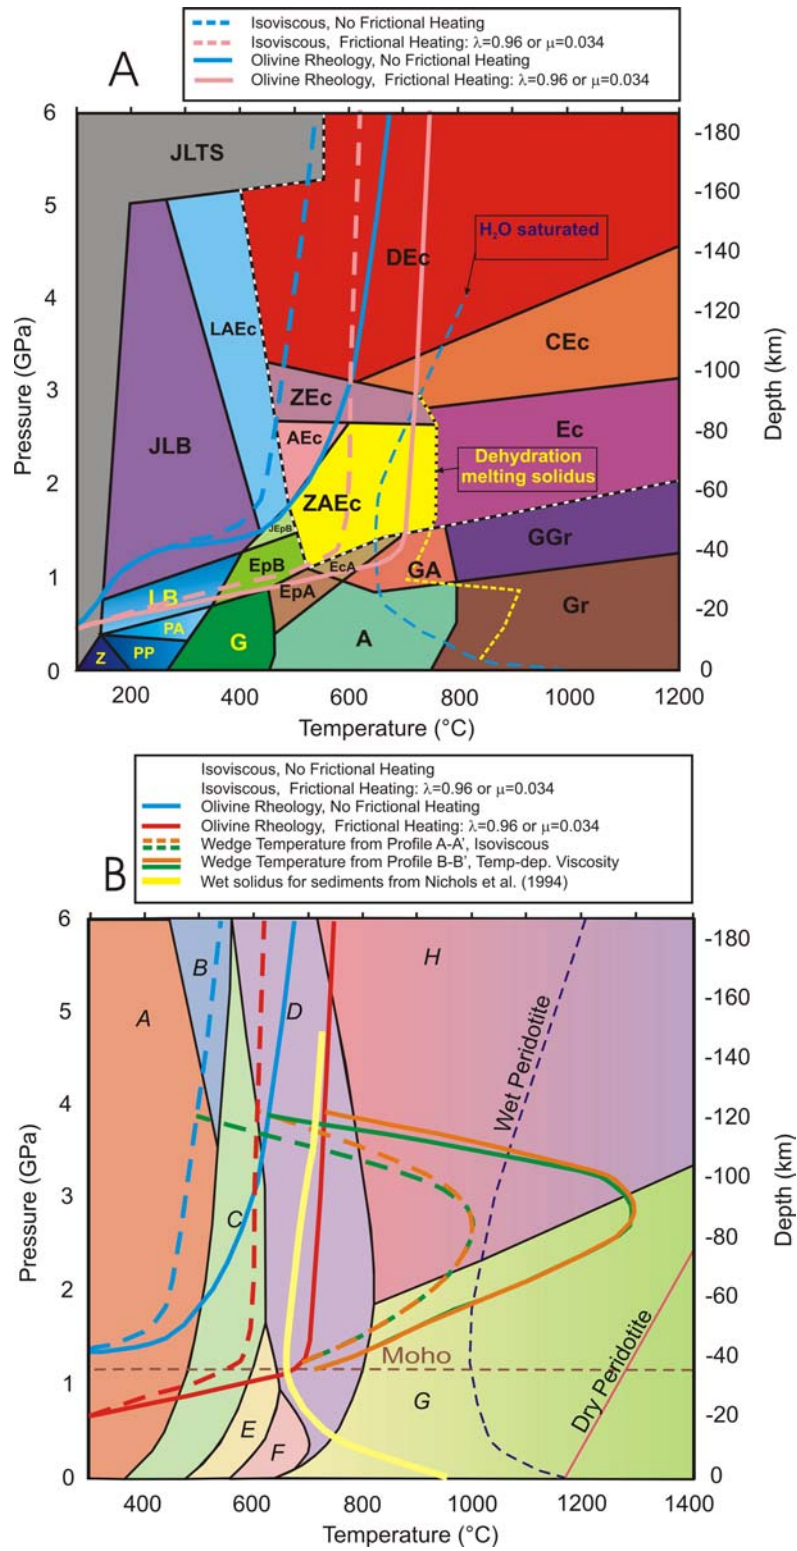 A
Isoviscous, No Frictional Heating
Isoviscous, Frictional Heating: λ=0.96 or μ=0.034
Olivine Rheology, No Frictional Heating
Olivine Rheology, Frictional Heating: λ=0.96 or μ=0.034
6
5
4
3
2
1
0
Pressure (GPa)
-180
-160
-140
-120
-100
-80
-60
-40
-20
0
Depth (km)
JLTS
DEc
H₂O saturated
LAEc
CEc
ZEc
JLB
AEc
Ec
Dehydration
melting solidus
ZAEc
JEpB
GGr
EpB
EcA
GA
LB
EpA
Gr
PA
G
A
Z
PP
200
400
600
800
1000
1200
Temperature (°C)
B
Isoviscous, No Frictional Heating
Isoviscous, Frictional Heating: λ=0.96 or μ=0.034
Olivine Rheology, No Frictional Heating
Olivine Rheology, Frictional Heating: λ=0.96 or μ=0.034
Wedge Temperature from Profile A-A', Isoviscous
Wedge Temperature from Profile B-B', Temp-dep. Viscosity
Wet solidus for sediments from Nichols et al. (1994)
6
5
4
3
2
1
0
Pressure (GPa)
-180
-160
-140
-120
-100
-80
-60
-40
-20
0
Depth (km)
A
B
D
H
Wet Peridotite
C
Moho
Dry Peridotite
E
F
G
400
600
800
1000
1200
1400
Temperature (°C)